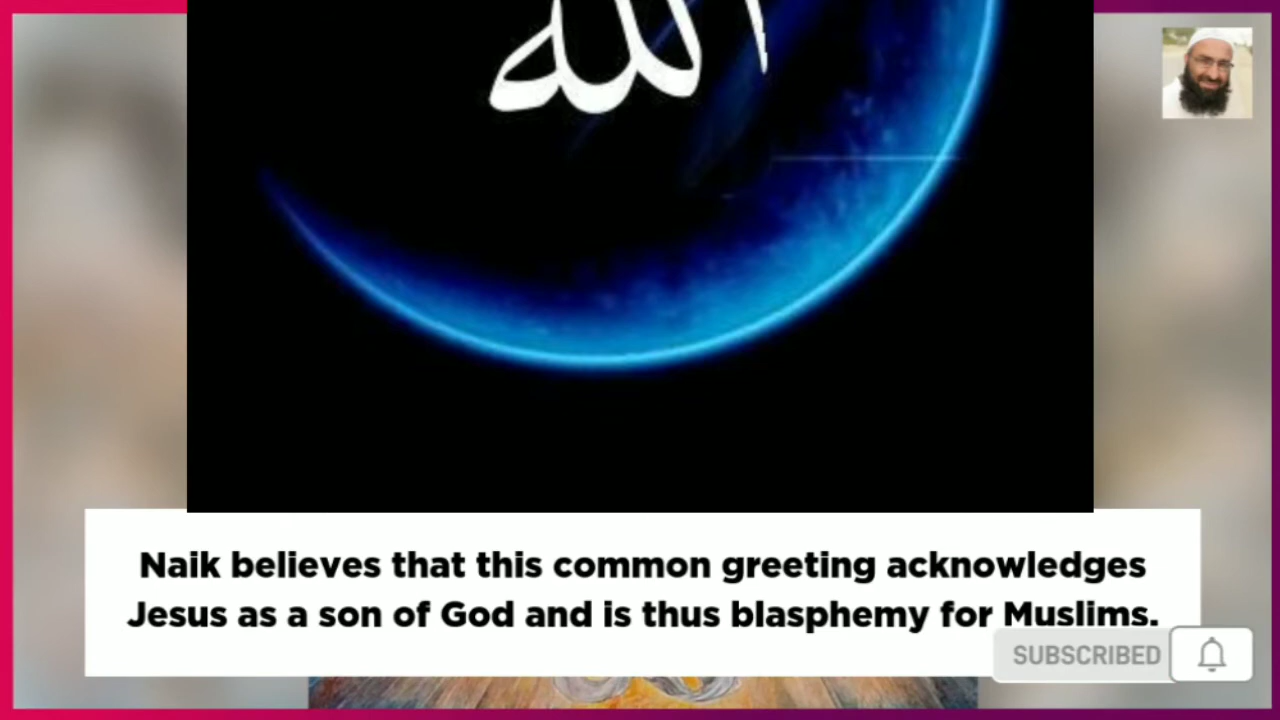 الله
Naik believes that this common greeting acknowledges
Jesus as a son of God and is thus blasphemy for Muslims.
SUBSCRIBED